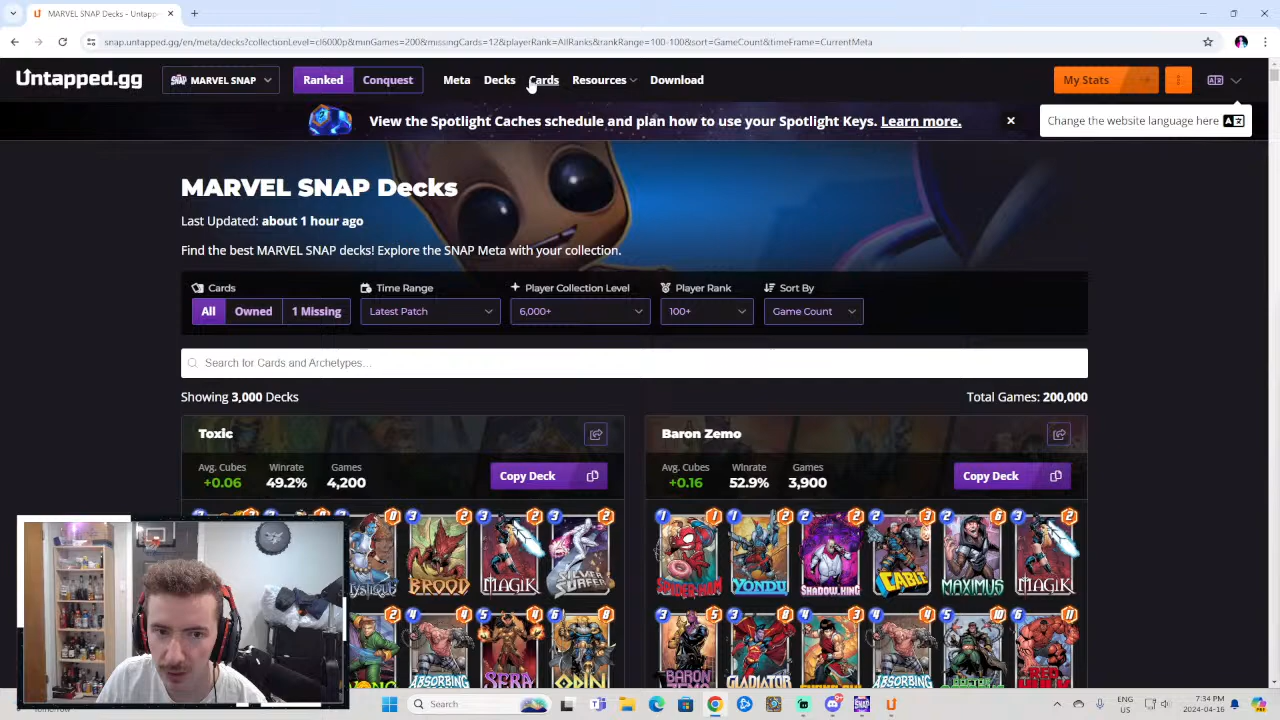 MARVEL SNAP Decks - Untapp
snap.untapped.gg/en/meta/decks?collectionLevel=cl6000p&minGames=200&missingCards=12&playerRank=AllRanks&rankRange=100-100&sort=GameCount&timeFrame=CurrentMeta
Untapped.gg
MARVEL SNAP
Ranked
Conquest
Meta
Decks
Cards
Resources
Download
My Stats
View the Spotlight Caches schedule and plan how to use your Spotlight Keys. Learn more.
Change the website language here
MARVEL SNAP Decks
Last Updated: about 1 hour ago
Find the best MARVEL SNAP decks! Explore the SNAP Meta with your collection.
Cards
Time Range
Player Collection Level
Player Rank
Sort By
All
Owned
1 Missing
Latest Patch
6,000+
100+
Game Count
Search for Cards and Archetypes...
Showing 3,000 Decks
Total Games: 200,000
Toxic
Avg. Cubes Winrate Games
+0.06 49.2% 4,200
Copy Deck
Baron Zemo
Avg. Cubes Winrate Games
+0.16 52.9% 3,900
Copy Deck
BROOD
MAGIK
SILVER SURFER
SPIDER-HAM
YONDU
SHADOW KING
CABLE
MAXIMUS
MAGIK
ABSORBING
SERA
ODIN
BARON
GLADIATOR
ABSORBING
RED
Search
ENG
2024-04-16